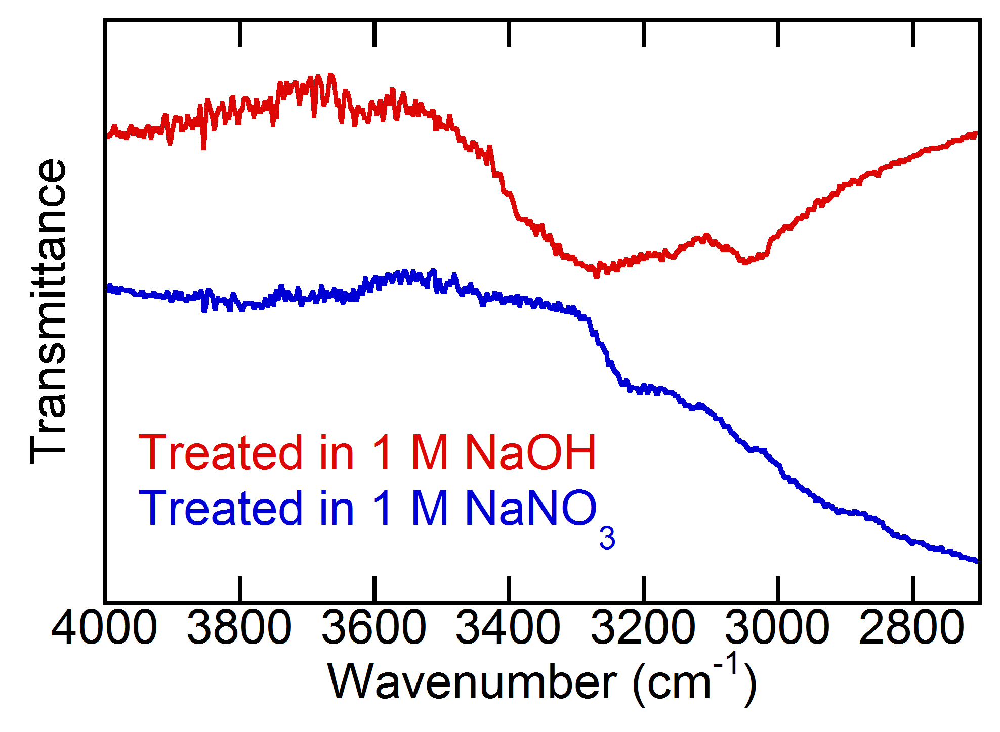 Transmittance
Treated in 1 M NaOH
Treated in 1 M NaNO₃
4000 3800 3600 3400 3200 3000 2800
Wavenumber (cm⁻¹)